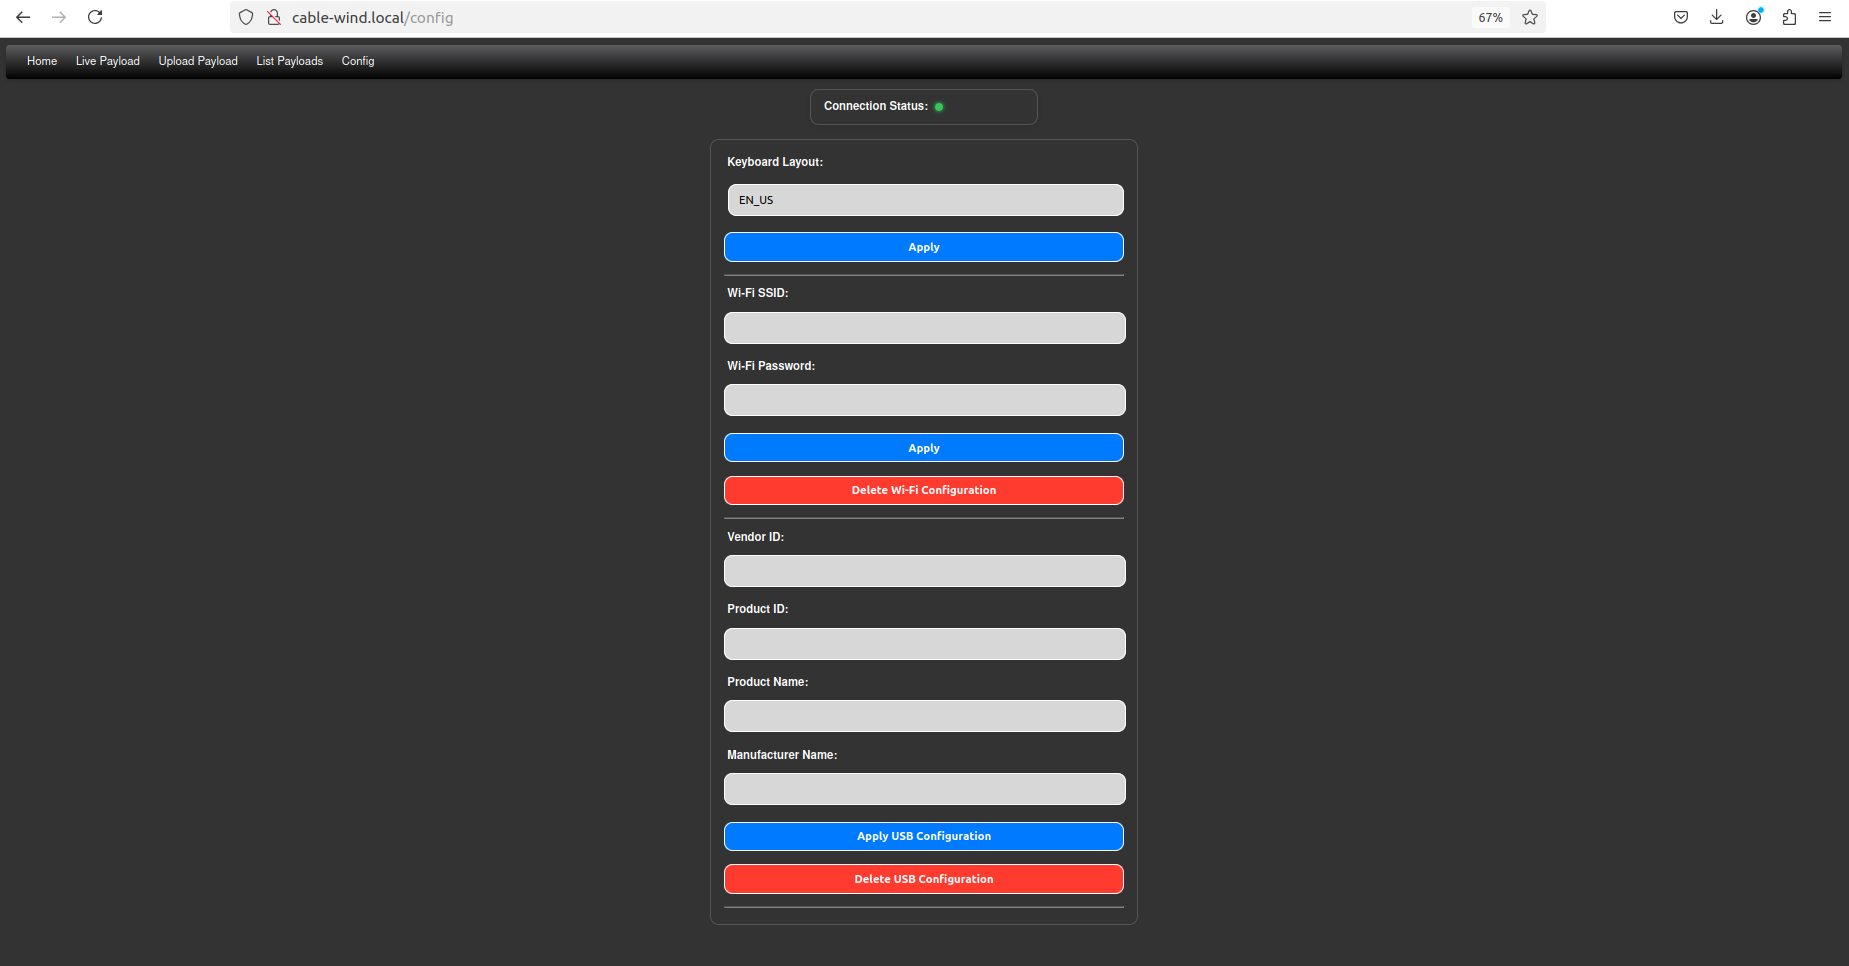 cable-wind.local/config
67%
Home Live Payload Upload Payload List Payloads Config
Connection Status:
Keyboard Layout:
EN_US
Apply
Wi-Fi SSID:
Wi-Fi Password:
Apply
Delete Wi-Fi Configuration
Vendor ID:
Product ID:
Product Name:
Manufacturer Name:
Apply USB Configuration
Delete USB Configuration